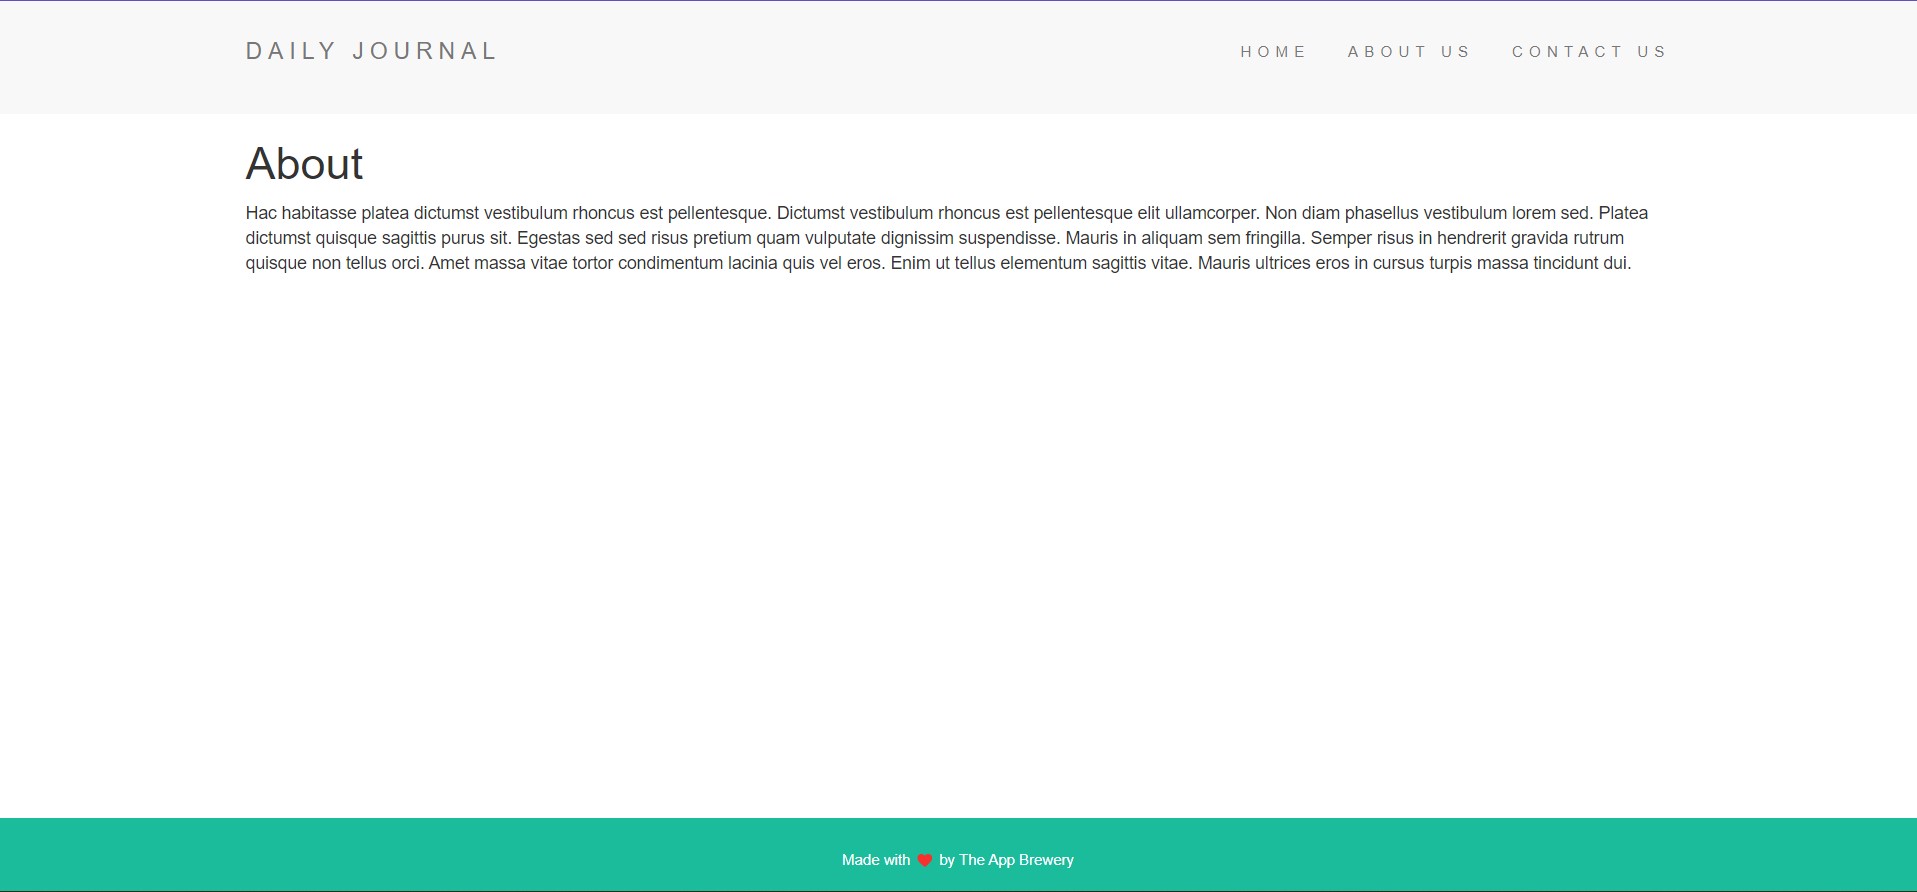 DAILY JOURNAL
HOME ABOUT US CONTACT US
About
Hac habitasse platea dictumst vestibulum rhoncus est pellentesque. Dictumst vestibulum rhoncus est pellentesque elit ullamcorper. Non diam phasellus vestibulum lorem sed. Platea
dictumst quisque sagittis purus sit. Egestas sed sed risus pretium quam vulputate dignissim suspendisse. Mauris in aliquam sem fringilla. Semper risus in hendrerit gravida rutrum
quisque non tellus orci. Amet massa vitae tortor condimentum lacinia quis vel eros. Enim ut tellus elementum sagittis vitae. Mauris ultrices eros in cursus turpis massa tincidunt dui.
Made with ❤ by The App Brewery